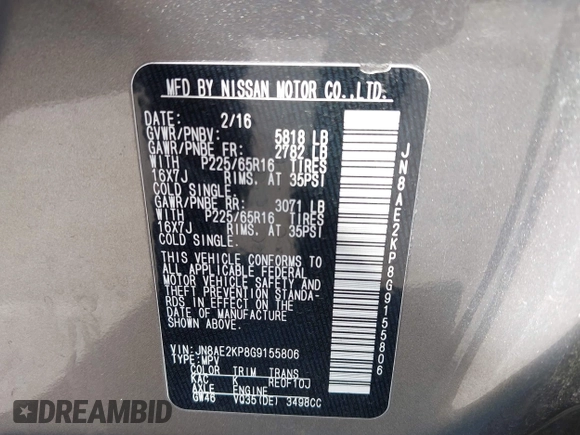 MFD BY NISSAN MOTOR CO.,LTD.
DATE: 2/16
GVWR/PNBV: 5818 LB
GAWR/PNBE FR: 2782 LB
WITH P225/65R16 TIRES
16X7J RIMS. AT 35PSI
COLD SINGLE.
GAWR/PNBE RR: 3071 LB
WITH P225/65R16 TIRES
16X7J RIMS. AT 35PSI
COLD SINGLE.
THIS VEHICLE CONFORMS TO
ALL APPLICABLE FEDERAL
MOTOR VEHICLE SAFETY AND
THEFT PREVENTION STANDA-
RDS IN EFFECT ON THE
DATE OF MANUFACTURE
SHOWN ABOVE.
VIN: JN8AE2KP8G9155806
TYPE: MPV
COLOR TRIM TRANS
KAC K RE0F10J
AXLE ENGINE
GW46 VQ35(DE) 3498CC
JN8AE2KP8G9155806
DREAMBID